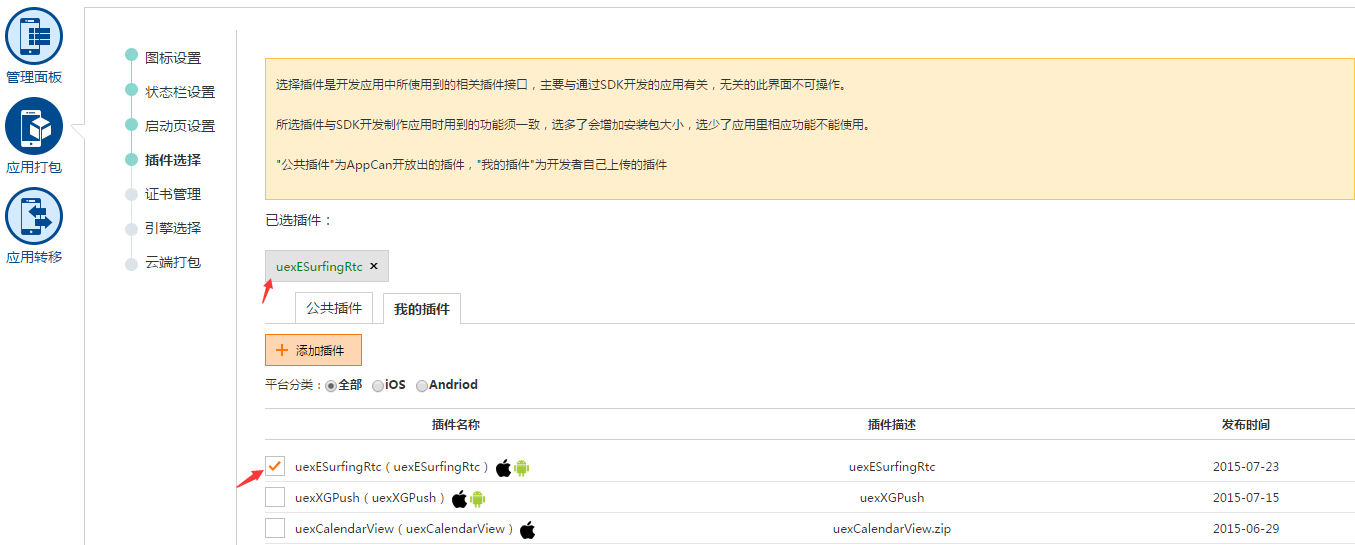 管理面板
应用打包
应用转移
图标设置
状态栏设置
启动页设置
插件选择
证书管理
引擎选择
云端打包
选择插件是开发应用中所使用到的相关插件接口，主要与通过SDK开发的应用有关，无关的此界面不可操作。
所选插件与SDK开发制作应用时用到的功能须一致，选多了会增加安装包大小，选少了应用里相应功能不能使用。
"公共插件"为AppCan开放出的插件，"我的插件"为开发者自己上传的插件
已选插件：
uexESurfingRtc ×
公共插件 我的插件
+ 添加插件
平台分类：全部 iOS Andriod
插件名称 插件描述 发布时间
uexESurfingRtc（uexESurfingRtc） uexESurfingRtc 2015-07-23
uexXGPush（uexXGPush） uexXGPush 2015-07-15
uexCalendarView（uexCalendarView） uexCalendarView.zip 2015-06-29